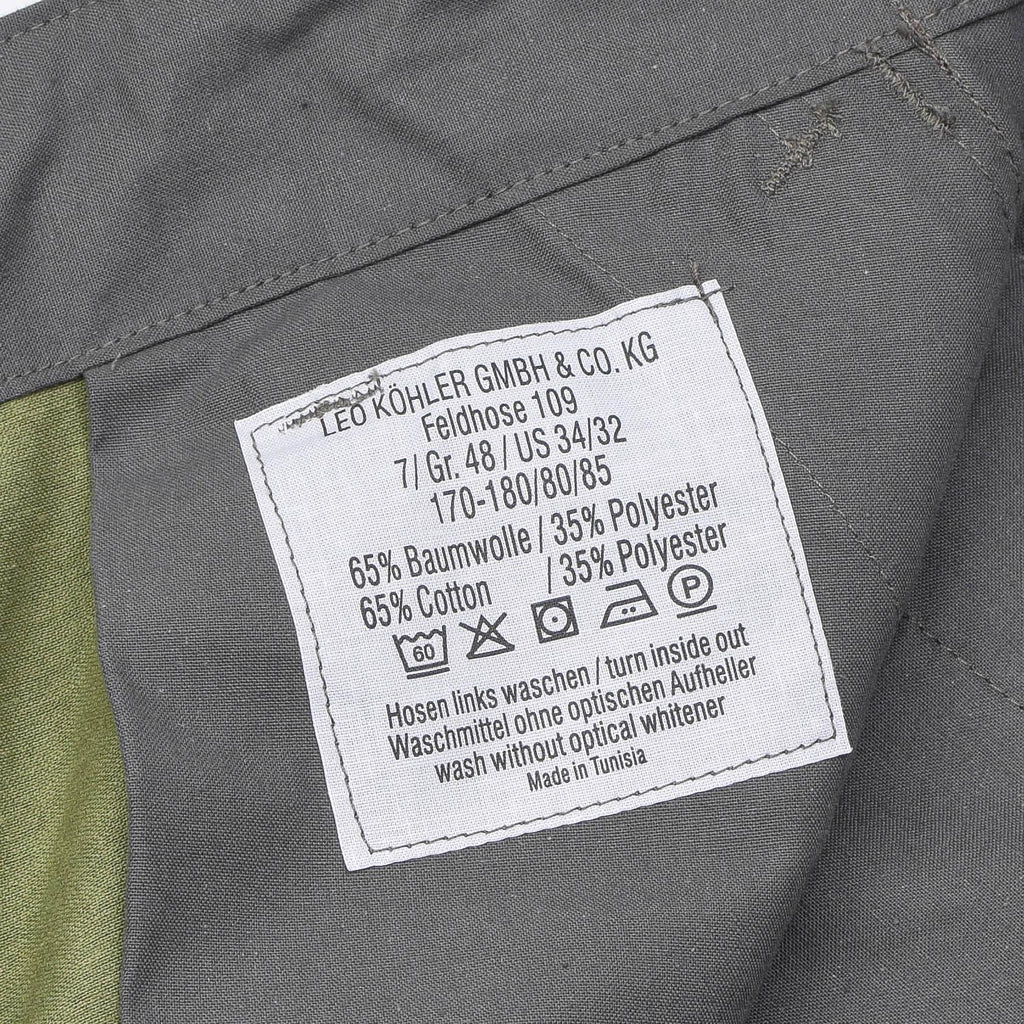 LEO KÖHLER GMBH & CO. KG
Feldhose 109
7/ Gr. 48 / US 34/32
170-180/80/85
65% Baumwolle / 35% Polyester
65% Cotton / 35% Polyester
60 P
Hosen links waschen / turn inside out
Waschmittel ohne optischen Aufheller
wash without optical whitener
Made in Tunisia